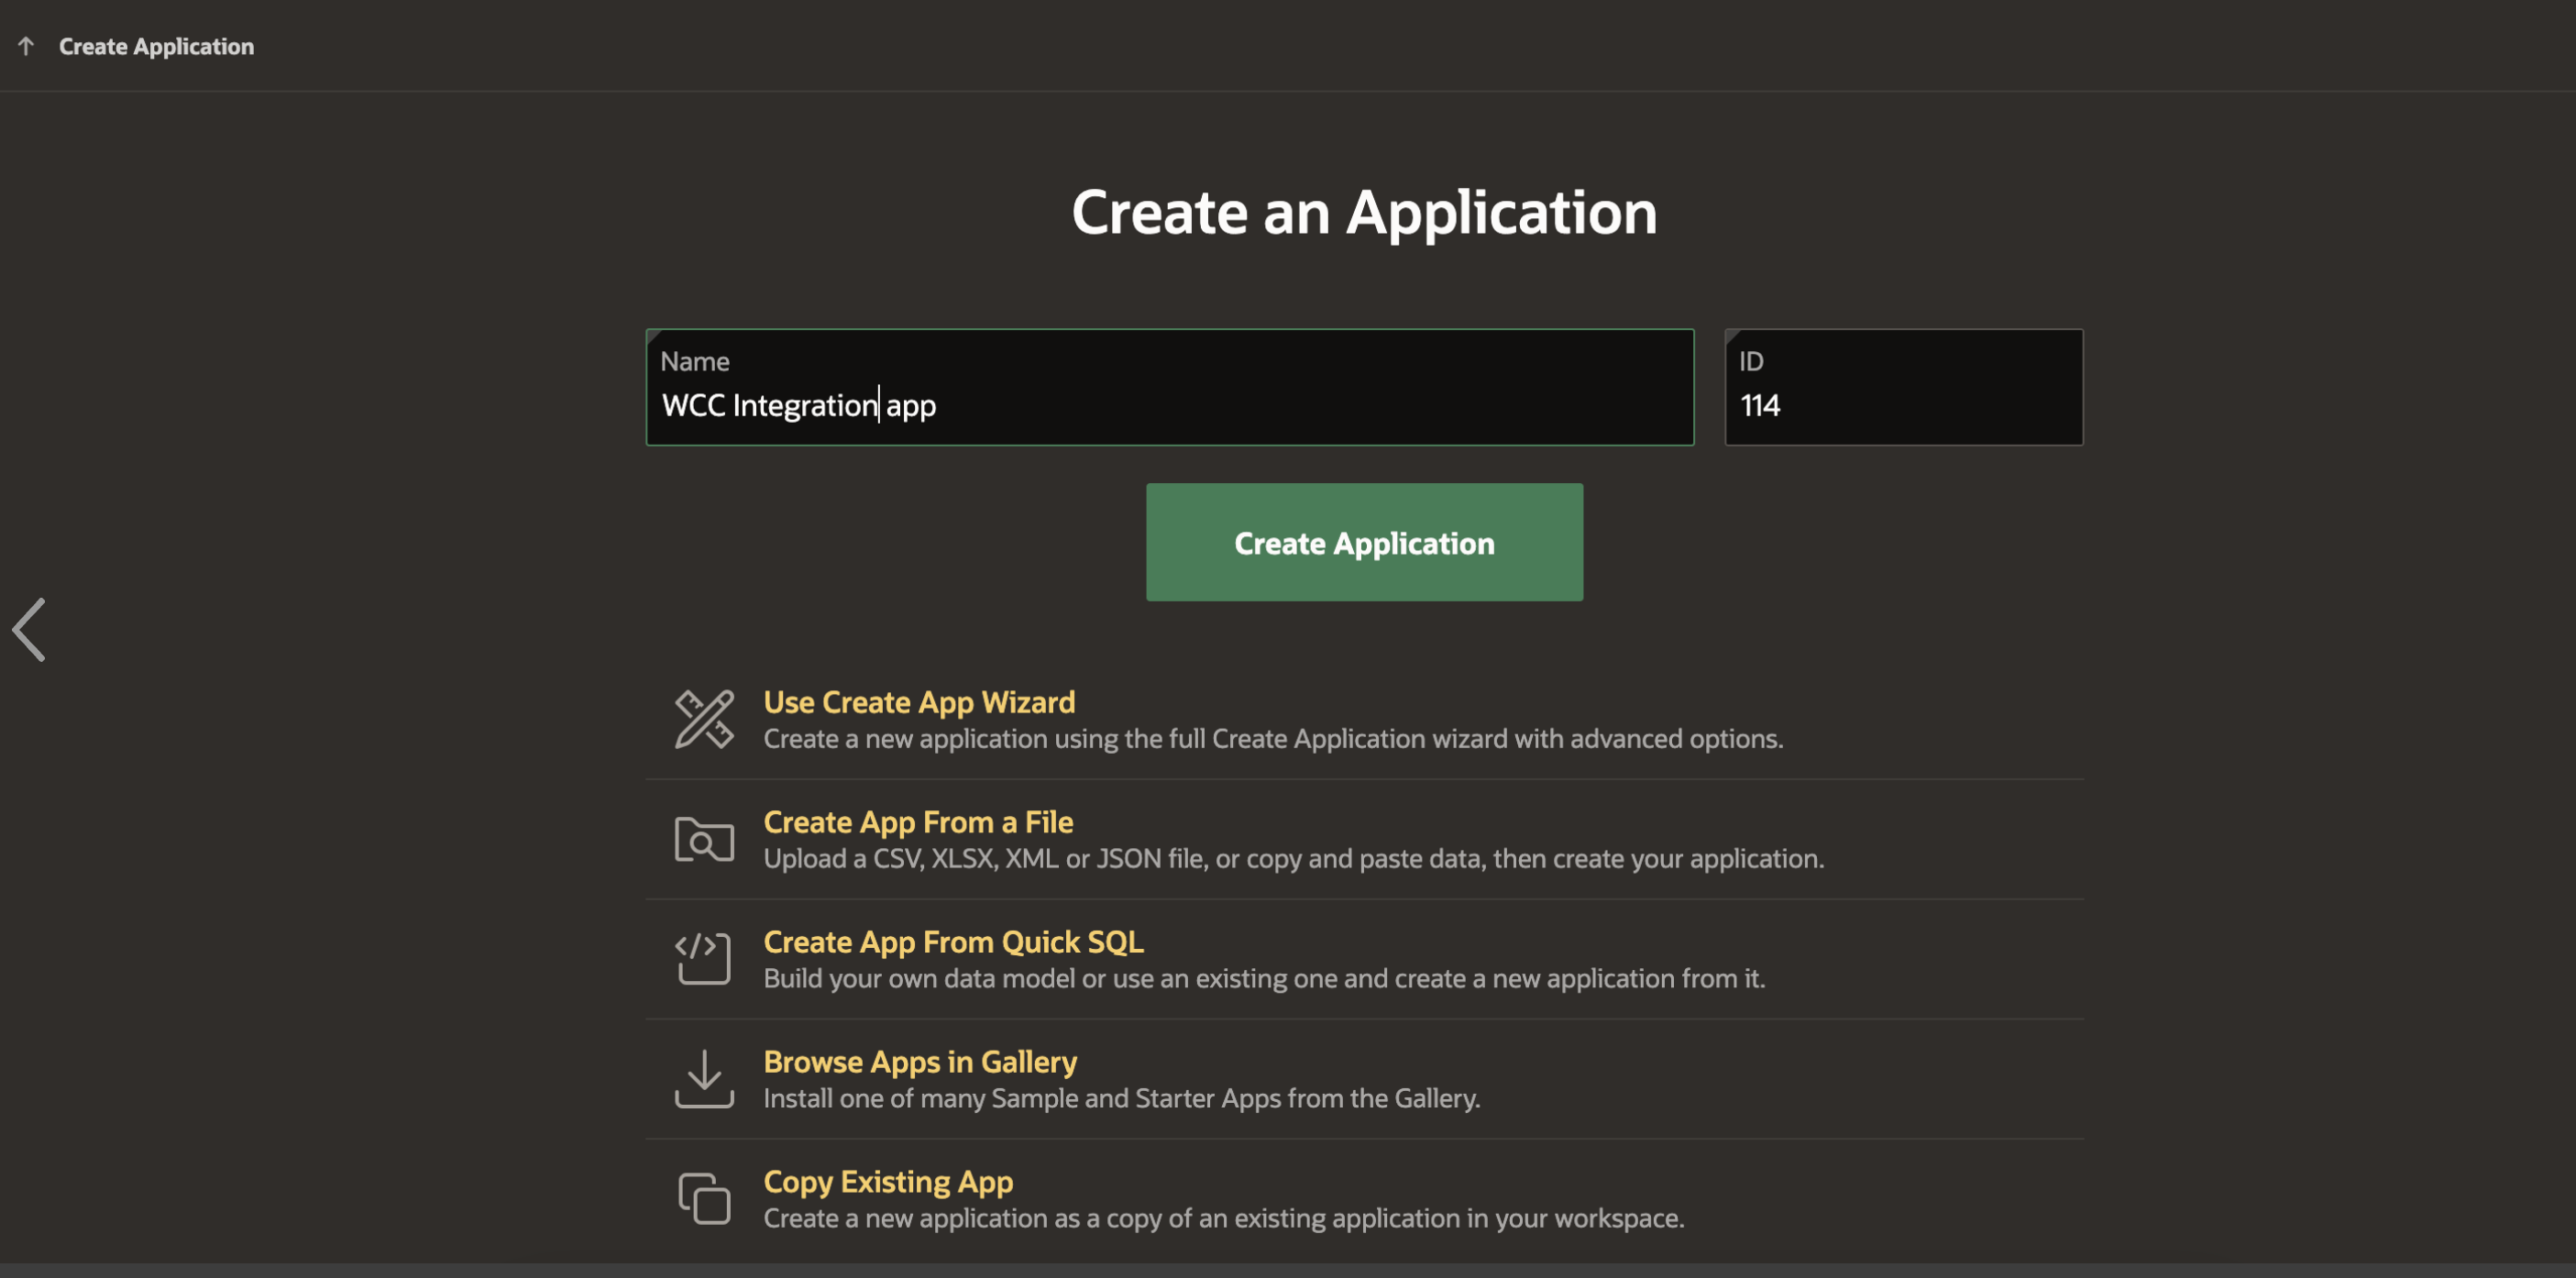 Create Application
Create an Application
Name
WCC Integration app
ID
114
Create Application
Use Create App Wizard
Create a new application using the full Create Application wizard with advanced options.
Create App From a File
Upload a CSV, XLSX, XML or JSON file, or copy and paste data, then create your application.
Create App From Quick SQL
Build your own data model or use an existing one and create a new application from it.
Browse Apps in Gallery
Install one of many Sample and Starter Apps from the Gallery.
Copy Existing App
Create a new application as a copy of an existing application in your workspace.